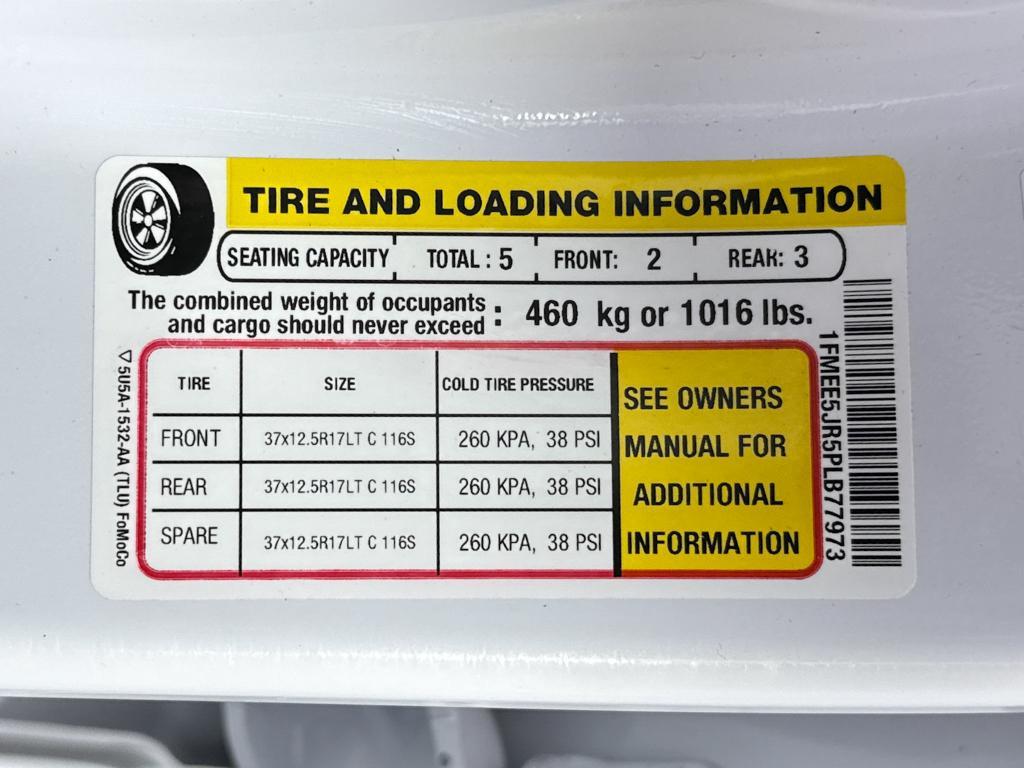 TIRE AND LOADING INFORMATION
SEATING CAPACITY TOTAL : 5 FRONT: 2 REAR: 3
The combined weight of occupants
and cargo should never exceed : 460 kg or 1016 lbs.
TIRE SIZE COLD TIRE PRESSURE
FRONT 37x12.5R17LT C 116S 260 KPA, 38 PSI
REAR 37x12.5R17LT C 116S 260 KPA, 38 PSI
SPARE 37x12.5R17LT C 116S 260 KPA, 38 PSI
SEE OWNERS
MANUAL FOR
ADDITIONAL
INFORMATION
5U5A-1532-AA (TLU) FoMoCo
1FMEE5JR5PLB77973